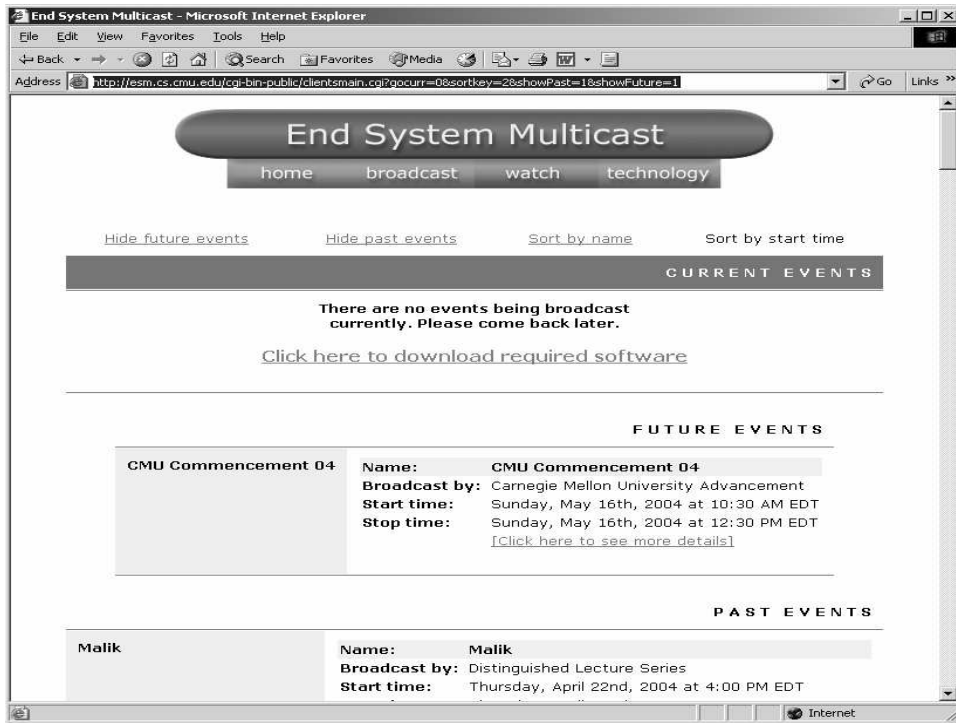 End System Multicast - Microsoft Internet Explorer
File Edit View Favorites Tools Help
Back Search Favorites Media
Address http://esm.cs.cmu.edu/cgi-bin-public/clientsmain.cgi?gocurr=0&sortkey=2&showPast=1&showFuture=1 Go Links »
End System Multicast
home broadcast watch technology
Hide future events Hide past events Sort by name Sort by start time
CURRENT EVENTS
There are no events being broadcast
currently. Please come back later.
Click here to download required software
FUTURE EVENTS
CMU Commencement 04 Name: CMU Commencement 04
Broadcast by: Carnegie Mellon University Advancement
Start time: Sunday, May 16th, 2004 at 10:30 AM EDT
Stop time: Sunday, May 16th, 2004 at 12:30 PM EDT
[Click here to see more details]
PAST EVENTS
Malik Name: Malik
Broadcast by: Distinguished Lecture Series
Start time: Thursday, April 22nd, 2004 at 4:00 PM EDT
Internet